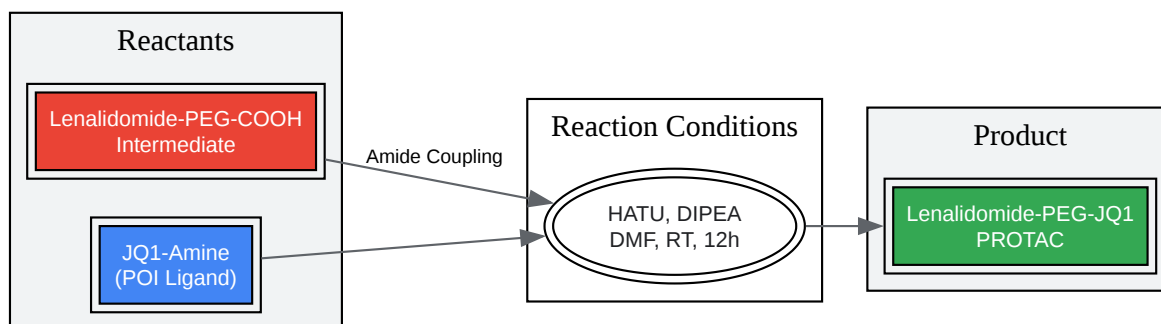 Reactants
Lenalidomide-PEG-COOH
Intermediate
JQ1-Amine
(POI Ligand)
Amide Coupling
Reaction Conditions
HATU, DIPEA
DMF, RT, 12h
Product
Lenalidomide-PEG-JQ1
PROTAC